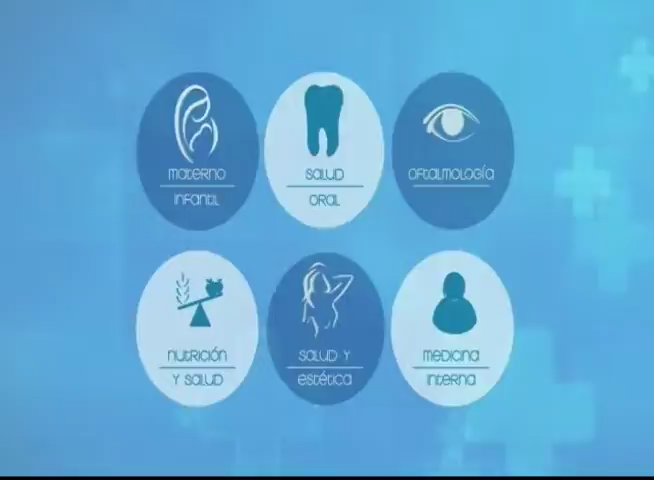 materno
infantil
salud
oral
oftalmología
nutrición
y salud
salud y
estética
medicina
interna